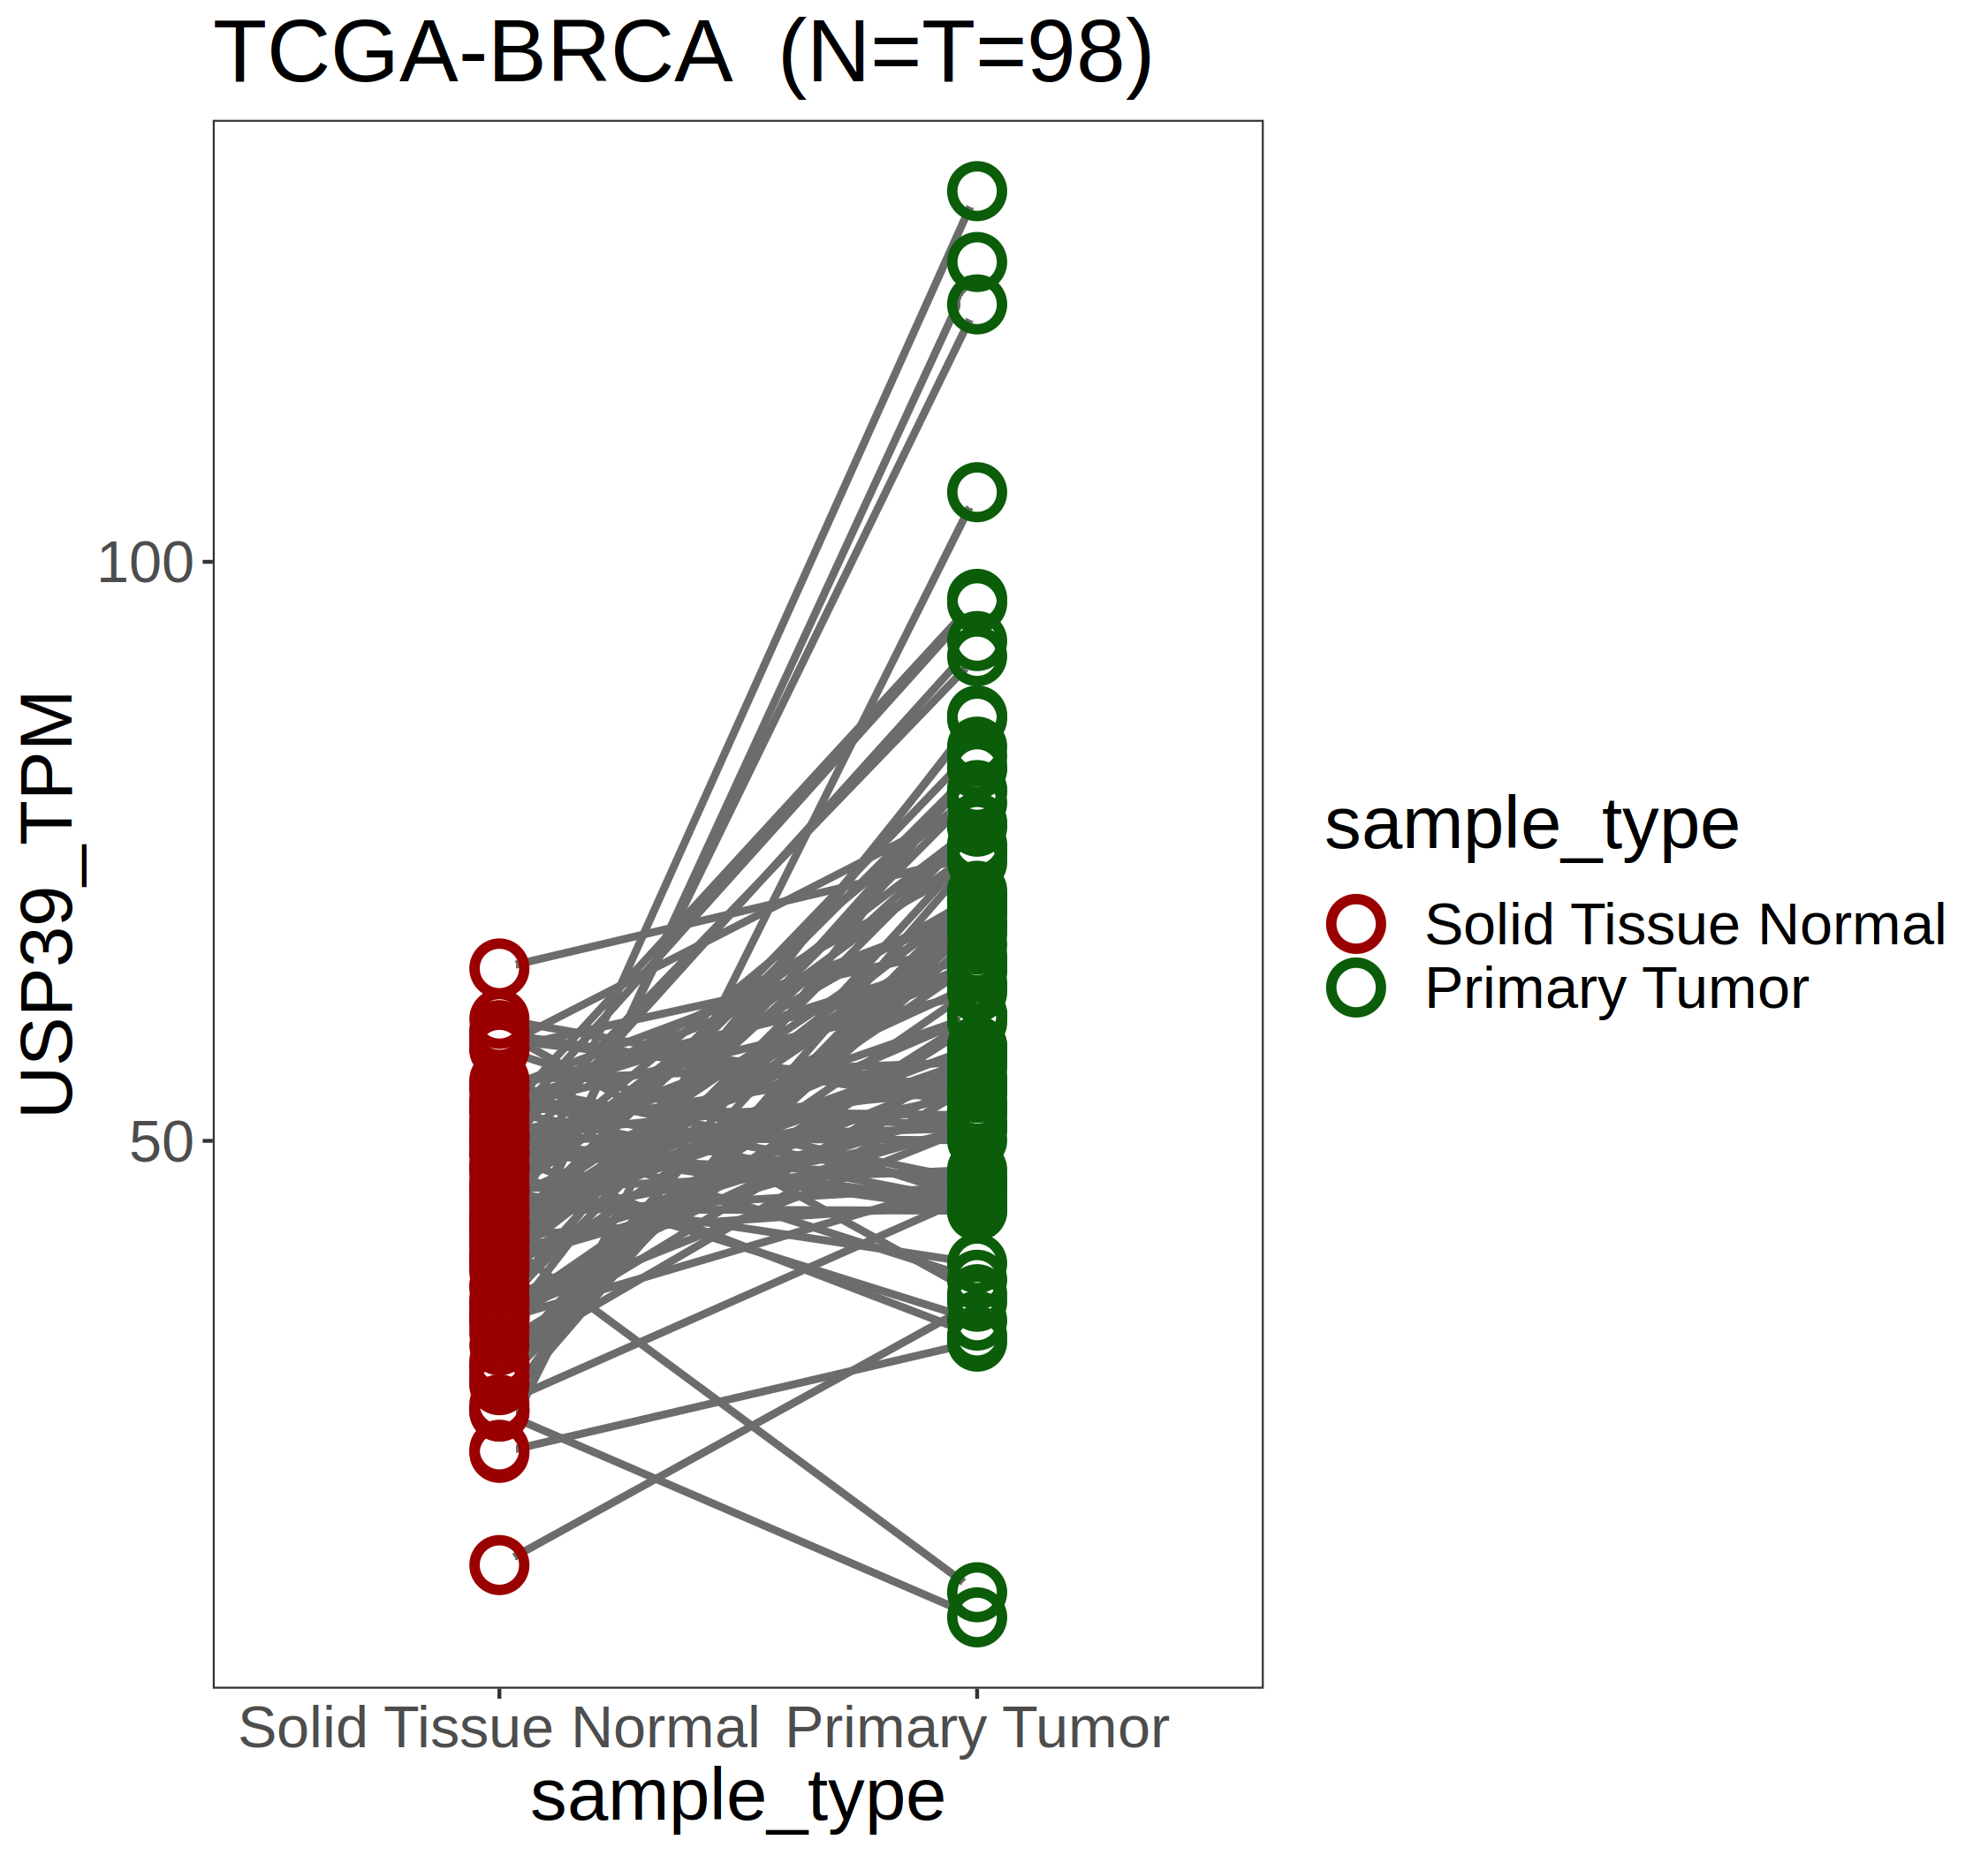 TCGA-BRCA  (N=T=98)
USP39_TPM
100
50
Solid Tissue Normal
Primary Tumor
sample_type
sample_type
Solid Tissue Normal
Primary Tumor